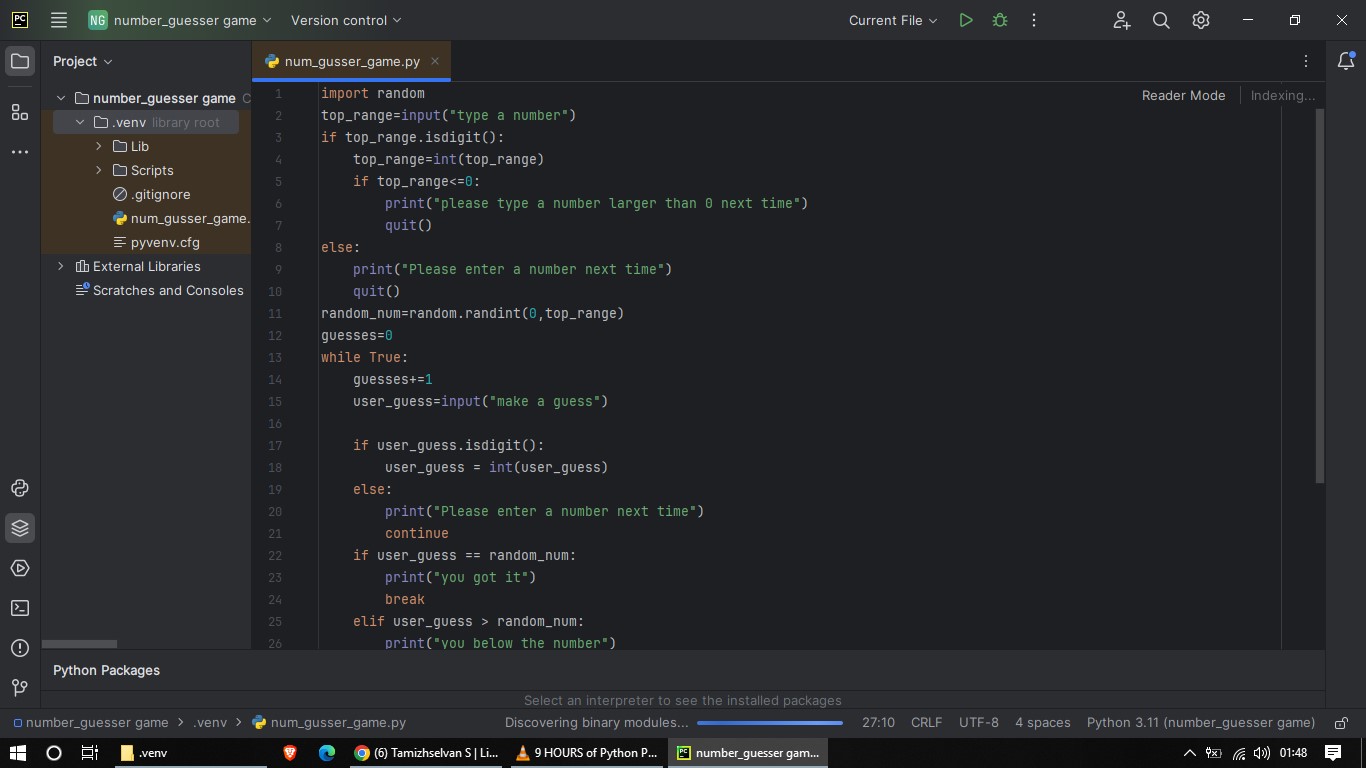 PC
NG number_guesser game Version control Current File
Project
num_gusser_game.py
number_guesser game C
.venv library root
Lib
Scripts
.gitignore
num_gusser_game.
pyvenv.cfg
External Libraries
Scratches and Consoles
Reader Mode Indexing...
1 import random
2 top_range=input("type a number")
3 if top_range.isdigit():
4 top_range=int(top_range)
5 if top_range<=0:
6 print("please type a number larger than 0 next time")
7 quit()
8 else:
9 print("Please enter a number next time")
10 quit()
11 random_num=random.randint(0,top_range)
12 guesses=0
13 while True:
14 guesses+=1
15 user_guess=input("make a guess")
16
17 if user_guess.isdigit():
18 user_guess = int(user_guess)
19 else:
20 print("Please enter a number next time")
21 continue
22 if user_guess == random_num:
23 print("you got it")
24 break
25 elif user_guess > random_num:
26 print("you below the number")
Python Packages
Select an interpreter to see the installed packages
number_guesser game > .venv > num_gusser_game.py Discovering binary modules... 27:10 CRLF UTF-8 4 spaces Python 3.11 (number_guesser game)
.venv (6) Tamizhselvan S | Li... 9 HOURS of Python P... PC number_guesser gam... 01:48